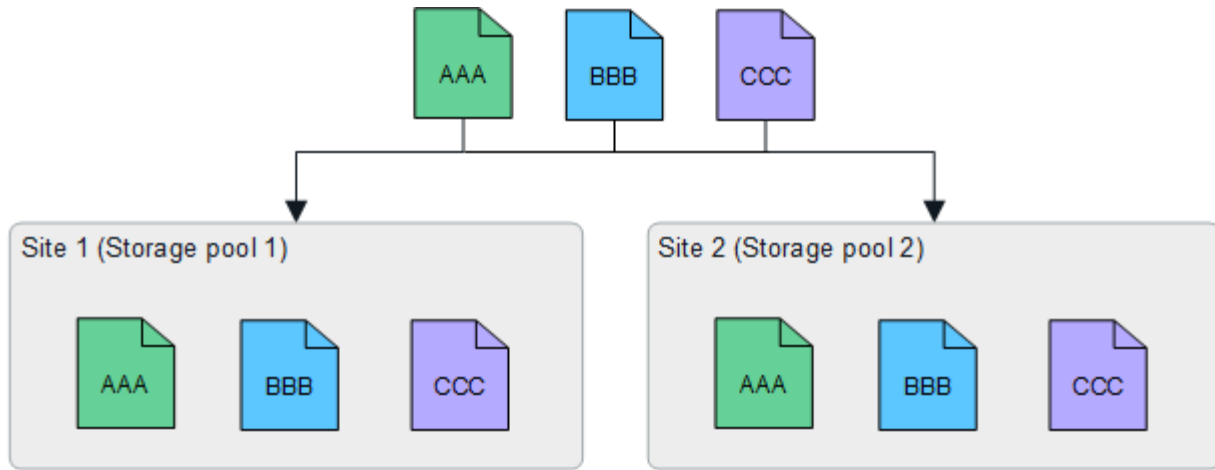 AAA
BBB
CCC
Site 1 (Storage pool 1)
AAA
BBB
CCC
Site 2 (Storage pool 2)
AAA
BBB
CCC